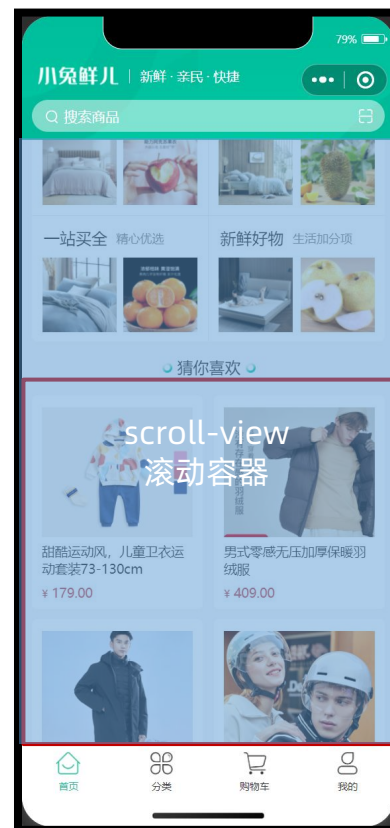 79%
小兔鲜儿 新鲜·亲民·快捷
搜索商品
一站买全 精心优选 新鲜好物 生活加分项
猜你喜欢
scroll-view
滚动容器
甜酷运动风，儿童卫衣运动套装73-130cm
¥ 179.00
男式零感无压加厚保暖羽绒服
¥ 409.00
首页 分类 购物车 我的